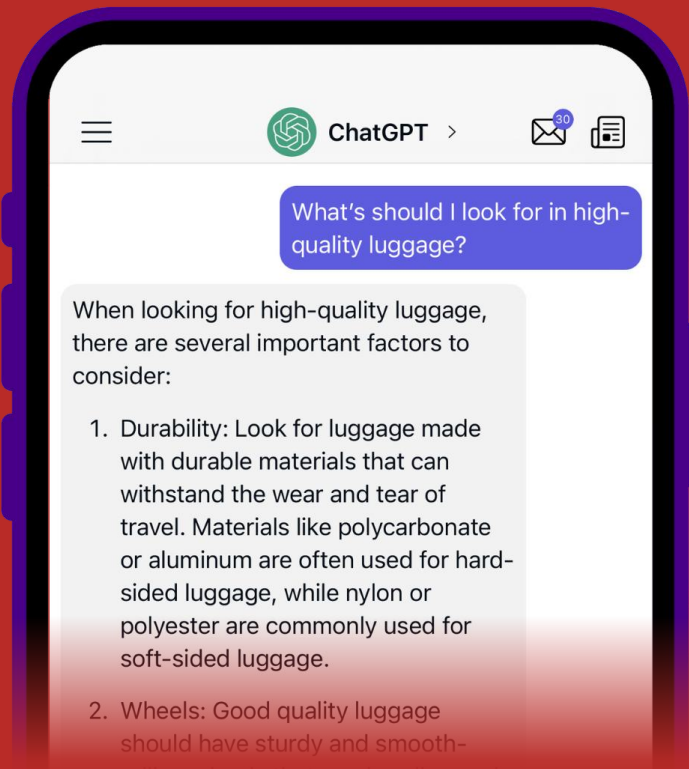 ChatGPT
30
What's should I look for in high-
quality luggage?
When looking for high-quality luggage,
there are several important factors to
consider:
1. Durability: Look for luggage made
with durable materials that can
withstand the wear and tear of
travel. Materials like polycarbonate
or aluminum are often used for hard-
sided luggage, while nylon or
polyester are commonly used for
soft-sided luggage.
2. Wheels: Good quality luggage
should have sturdy and smooth-